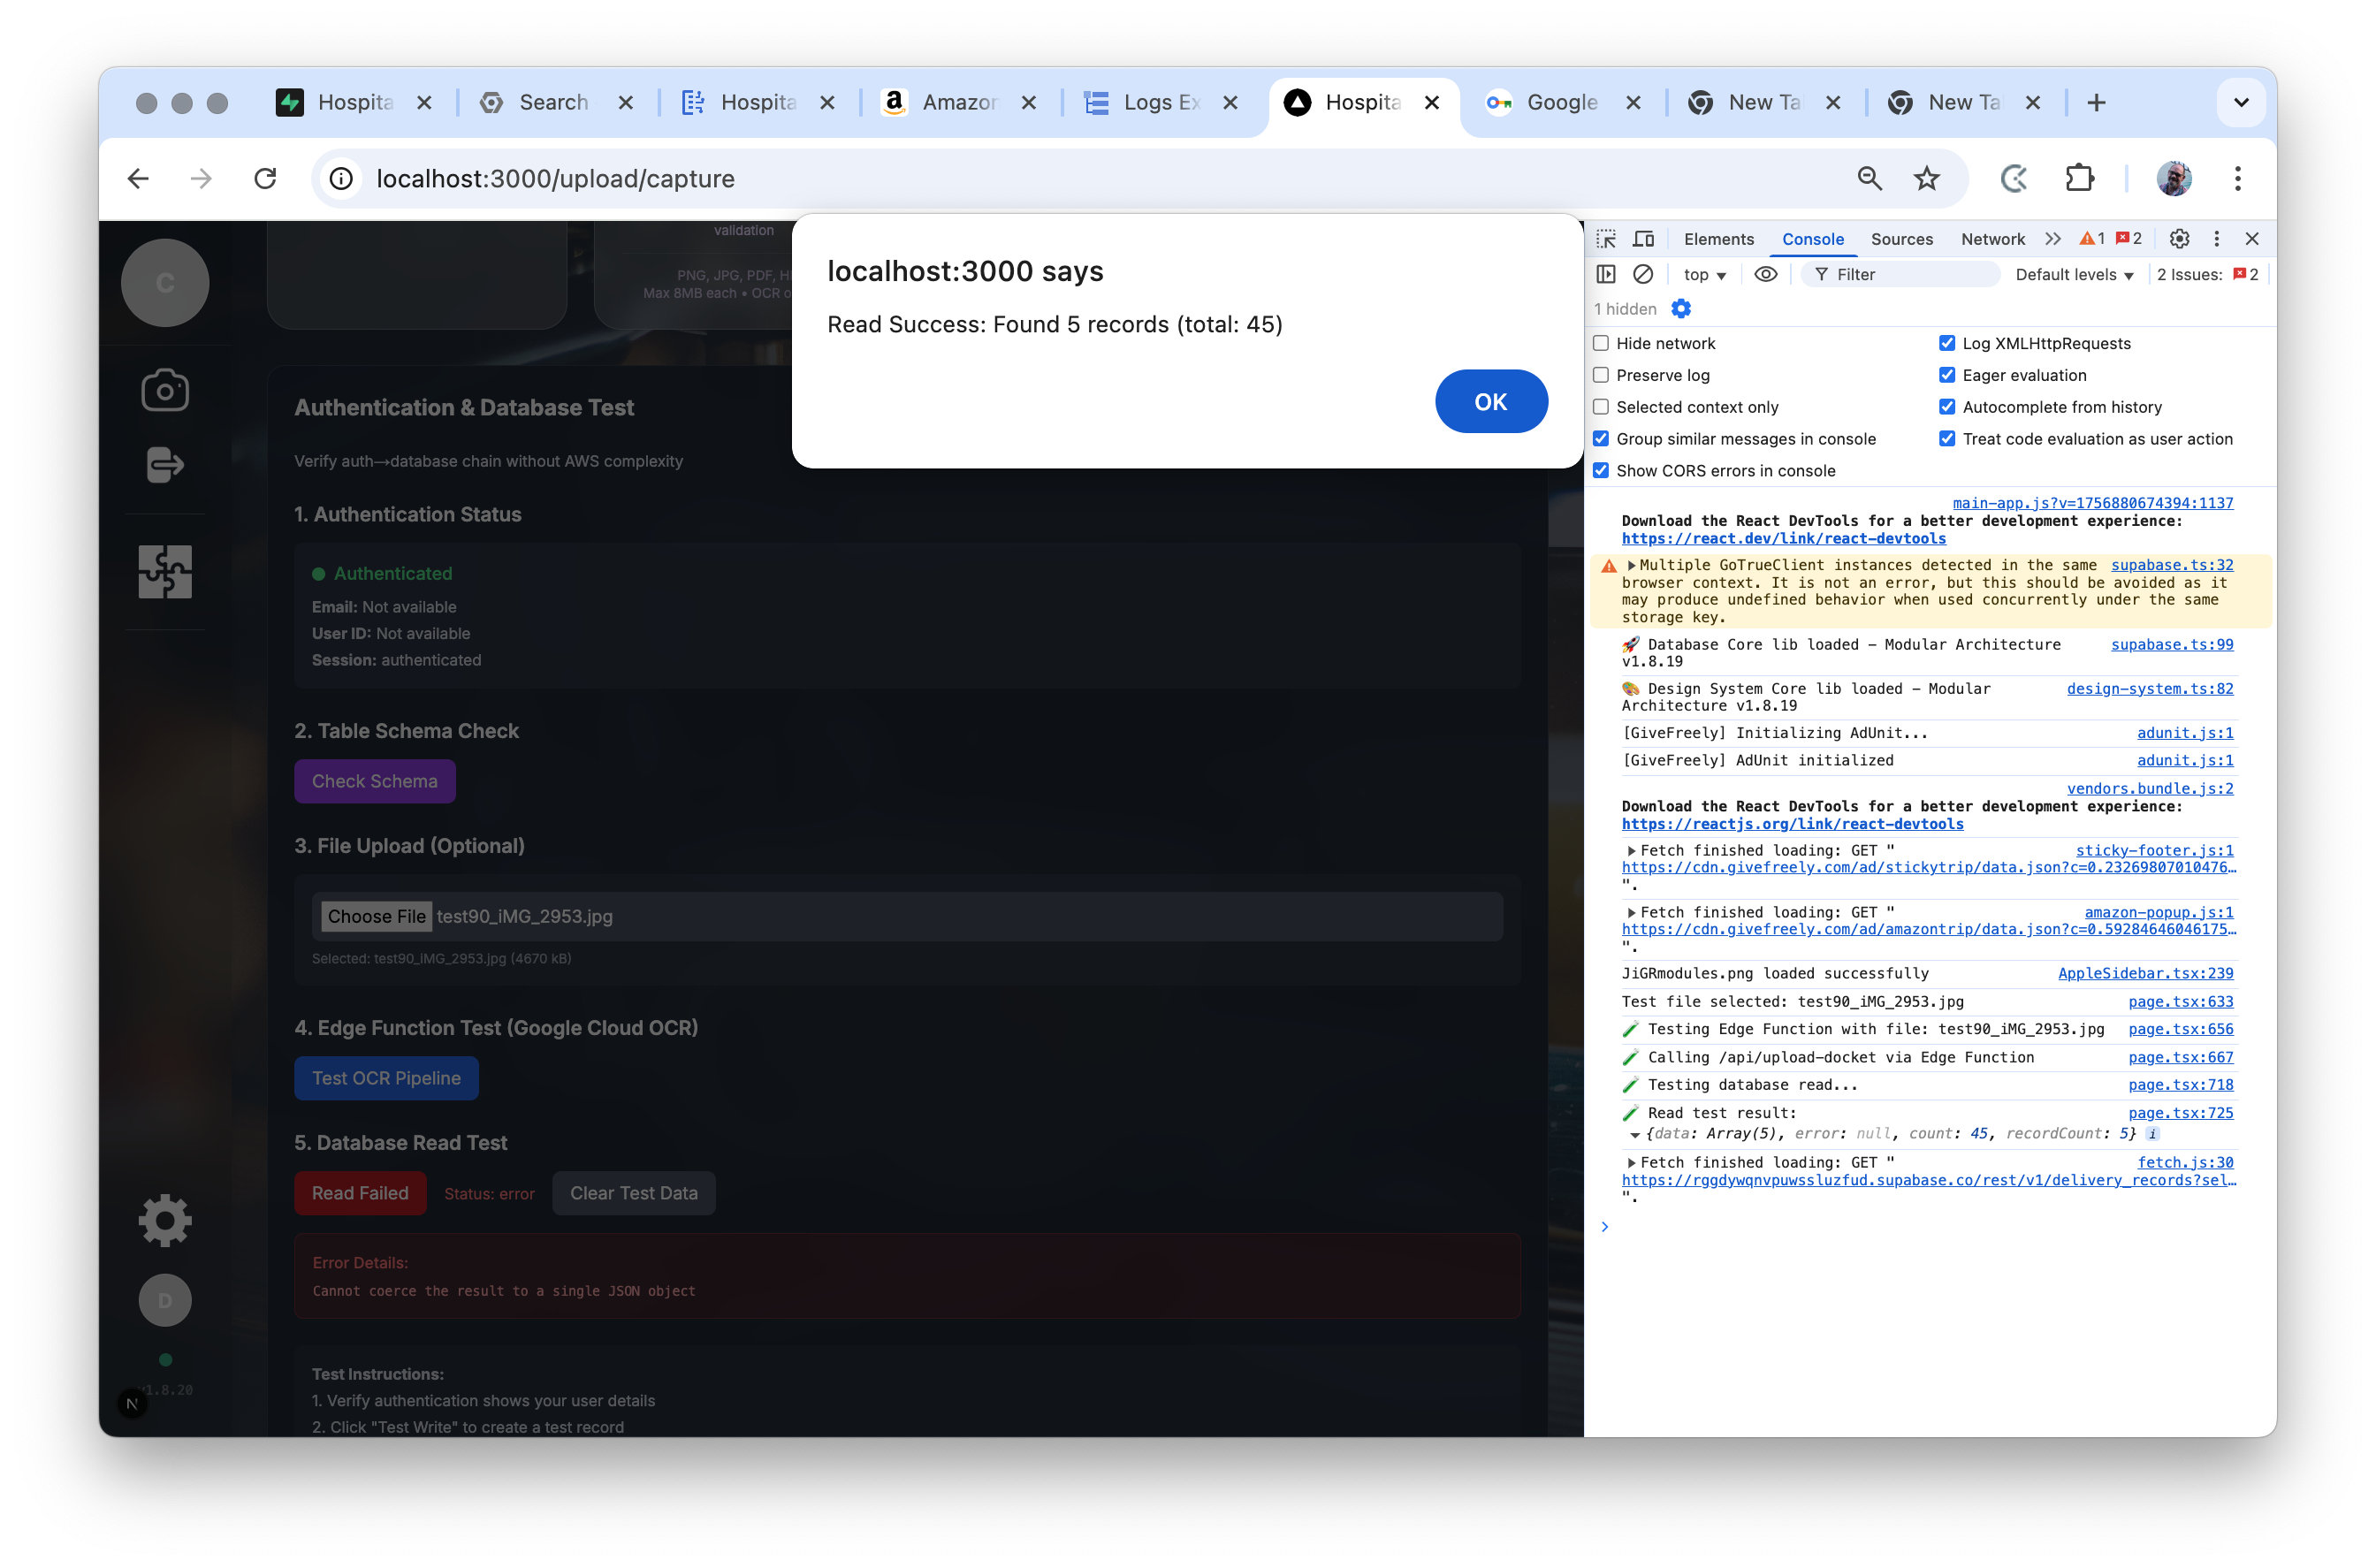 Hospita
Search
Hospita
Amazon
Logs Ex
Hospita
Google
New Ta
New Ta
localhost:3000/upload/capture
C
validation
PNG, JPG, PDF, H
Max 8MB each • OCR o
localhost:3000 says
Read Success: Found 5 records (total: 45)
OK
Authentication & Database Test
Verify auth→database chain without AWS complexity
1. Authentication Status
Authenticated
Email: Not available
User ID: Not available
Session: authenticated
2. Table Schema Check
Check Schema
3. File Upload (Optional)
Choose File test90_iMG_2953.jpg
Selected: test90_iMG_2953.jpg (4670 kB)
4. Edge Function Test (Google Cloud OCR)
Test OCR Pipeline
5. Database Read Test
Read Failed Status: error Clear Test Data
Error Details:
Cannot coerce the result to a single JSON object
Test Instructions:
1. Verify authentication shows your user details
2. Click "Test Write" to create a test record
D
v1.8.20
N
Elements Console Sources Network 1 2
top Filter Default levels 2 Issues: 2
1 hidden
Hide network Log XMLHttpRequests
Preserve log Eager evaluation
Selected context only Autocomplete from history
Group similar messages in console Treat code evaluation as user action
Show CORS errors in console
main-app.js?v=1756880674394:1137
Download the React DevTools for a better development experience:
https://react.dev/link/react-devtools
Multiple GoTrueClient instances detected in the same supabase.ts:32
browser context. It is not an error, but this should be avoided as it
may produce undefined behavior when used concurrently under the same
storage key.
🚀 Database Core lib loaded - Modular Architecture supabase.ts:99
v1.8.19
🎨 Design System Core lib loaded - Modular design-system.ts:82
Architecture v1.8.19
[GiveFreely] Initializing AdUnit... adunit.js:1
[GiveFreely] AdUnit initialized adunit.js:1
vendors.bundle.js:2
Download the React DevTools for a better development experience:
https://reactjs.org/link/react-devtools
Fetch finished loading: GET " sticky-footer.js:1
https://cdn.givefreely.com/ad/stickytrip/data.json?c=0.23269807010476…
".
Fetch finished loading: GET " amazon-popup.js:1
https://cdn.givefreely.com/ad/amazontrip/data.json?c=0.59284646046175…
".
JiGRmodules.png loaded successfully AppleSidebar.tsx:239
Test file selected: test90_iMG_2953.jpg page.tsx:633
🧪 Testing Edge Function with file: test90_iMG_2953.jpg page.tsx:656
🧪 Calling /api/upload-docket via Edge Function page.tsx:667
🧪 Testing database read... page.tsx:718
🧪 Read test result: page.tsx:725
{data: Array(5), error: null, count: 45, recordCount: 5} i
Fetch finished loading: GET " fetch.js:30
https://rggdywqnvpuwssluzfud.supabase.co/rest/v1/delivery_records?sel…
".